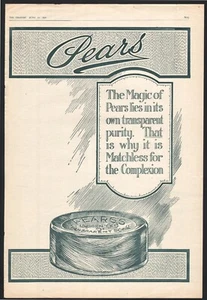 Pears
The Magic of
Pears lies in its
own transparent
purity. That
is why it is
Matchless for
the Complexion
PEARS'